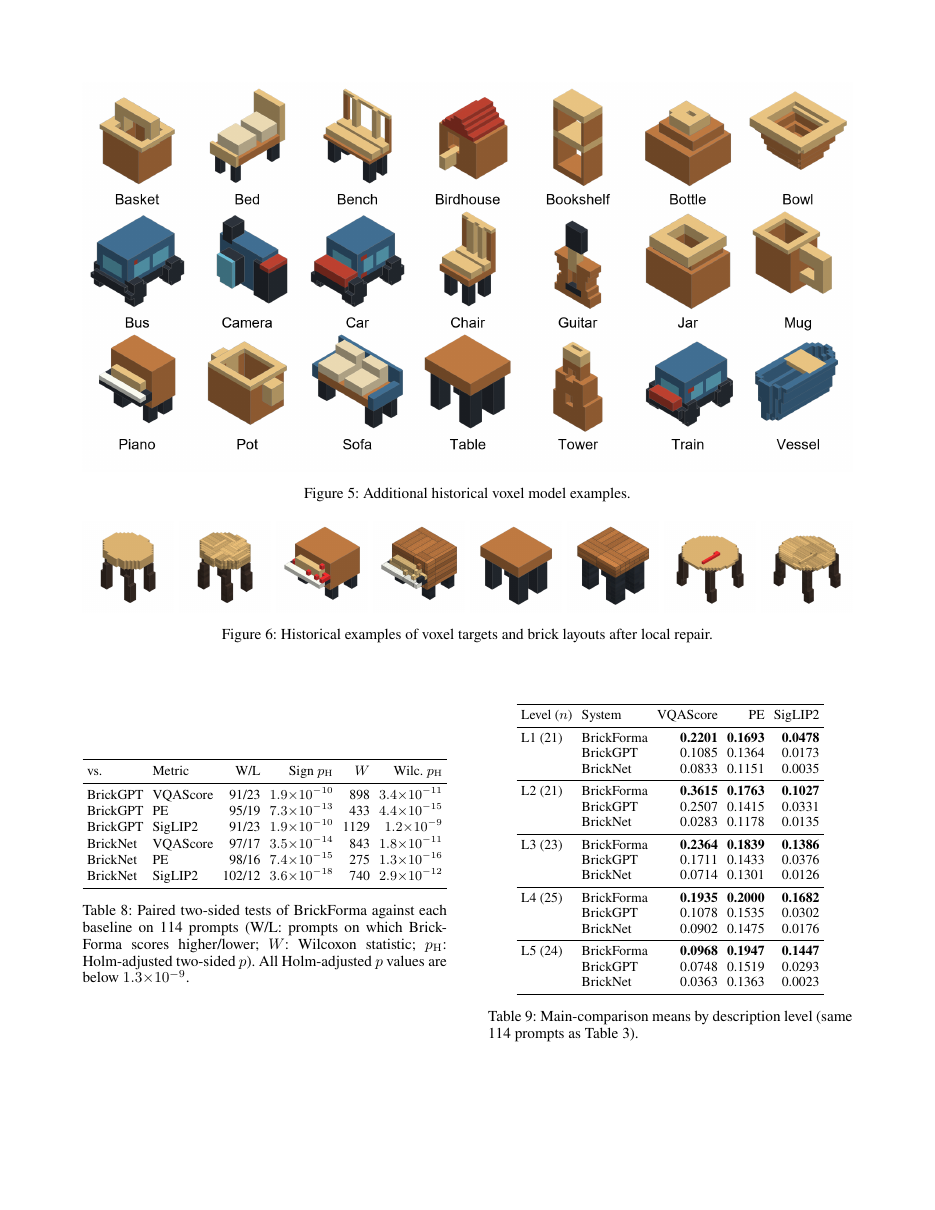 Basket Bed Bench Birdhouse Bookshelf Bottle Bowl
Bus Camera Car Chair Guitar Jar Mug
Piano Pot Sofa Table Tower Train Vessel
Figure 5: Additional historical voxel model examples.
Figure 6: Historical examples of voxel targets and brick layouts after local repair.
vs. Metric W/L Sign p_H W Wilc. p_H
BrickGPT VQAScore 91/23 1.9×10⁻¹⁰ 898 3.4×10⁻¹¹
BrickGPT PE 95/19 7.3×10⁻¹³ 433 4.4×10⁻¹⁵
BrickGPT SigLIP2 91/23 1.9×10⁻¹⁰ 1129 1.2×10⁻⁹
BrickNet VQAScore 97/17 3.5×10⁻¹⁴ 843 1.8×10⁻¹¹
BrickNet PE 98/16 7.4×10⁻¹⁵ 275 1.3×10⁻¹⁶
BrickNet SigLIP2 102/12 3.6×10⁻¹⁸ 740 2.9×10⁻¹²
Table 8: Paired two-sided tests of BrickForma against each
baseline on 114 prompts (W/L: prompts on which Brick-
Forma scores higher/lower; W: Wilcoxon statistic; p_H:
Holm-adjusted two-sided p). All Holm-adjusted p values are
below 1.3×10⁻⁹.
Level (n) System VQAScore PE SigLIP2
L1 (21) BrickForma 0.2201 0.1693 0.0478
BrickGPT 0.1085 0.1364 0.0173
BrickNet 0.0833 0.1151 0.0035
L2 (21) BrickForma 0.3615 0.1763 0.1027
BrickGPT 0.2507 0.1415 0.0331
BrickNet 0.0283 0.1178 0.0135
L3 (23) BrickForma 0.2364 0.1839 0.1386
BrickGPT 0.1711 0.1433 0.0376
BrickNet 0.0714 0.1301 0.0126
L4 (25) BrickForma 0.1935 0.2000 0.1682
BrickGPT 0.1078 0.1535 0.0302
BrickNet 0.0902 0.1475 0.0176
L5 (24) BrickForma 0.0968 0.1947 0.1447
BrickGPT 0.0748 0.1519 0.0293
BrickNet 0.0363 0.1363 0.0023
Table 9: Main-comparison means by description level (same
114 prompts as Table 3).